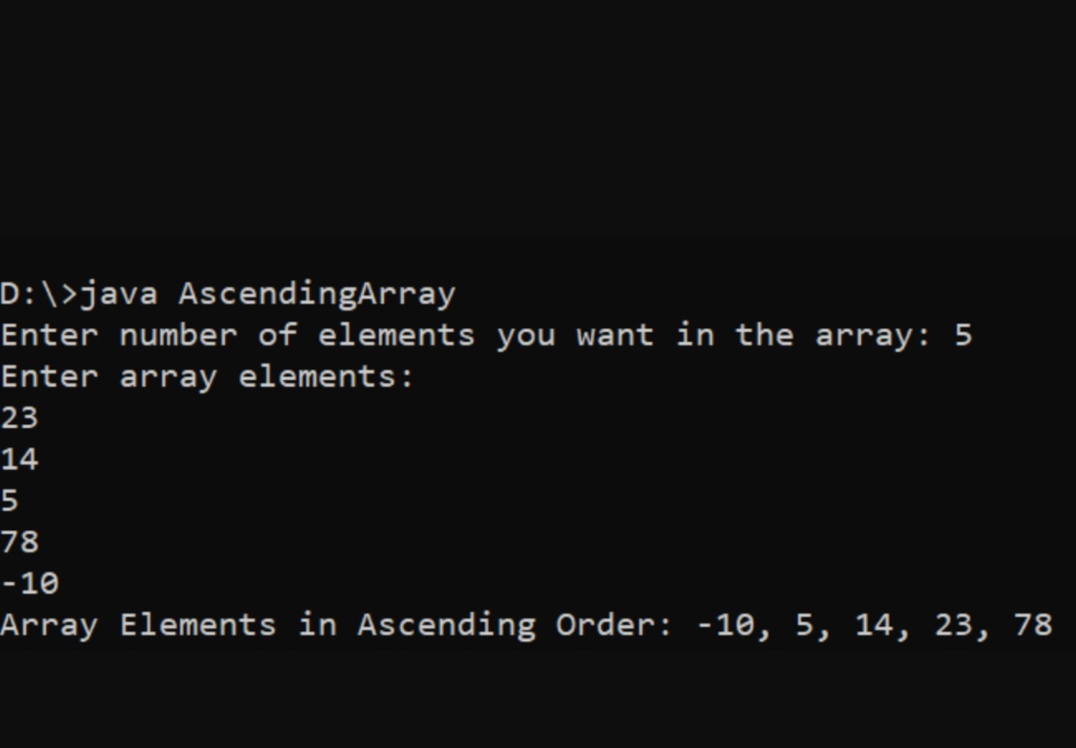 D:\>java AscendingArray
Enter number of elements you want in the array: 5
Enter array elements:
23
14
5
78
-10
Array Elements in Ascending Order: -10, 5, 14, 23, 78